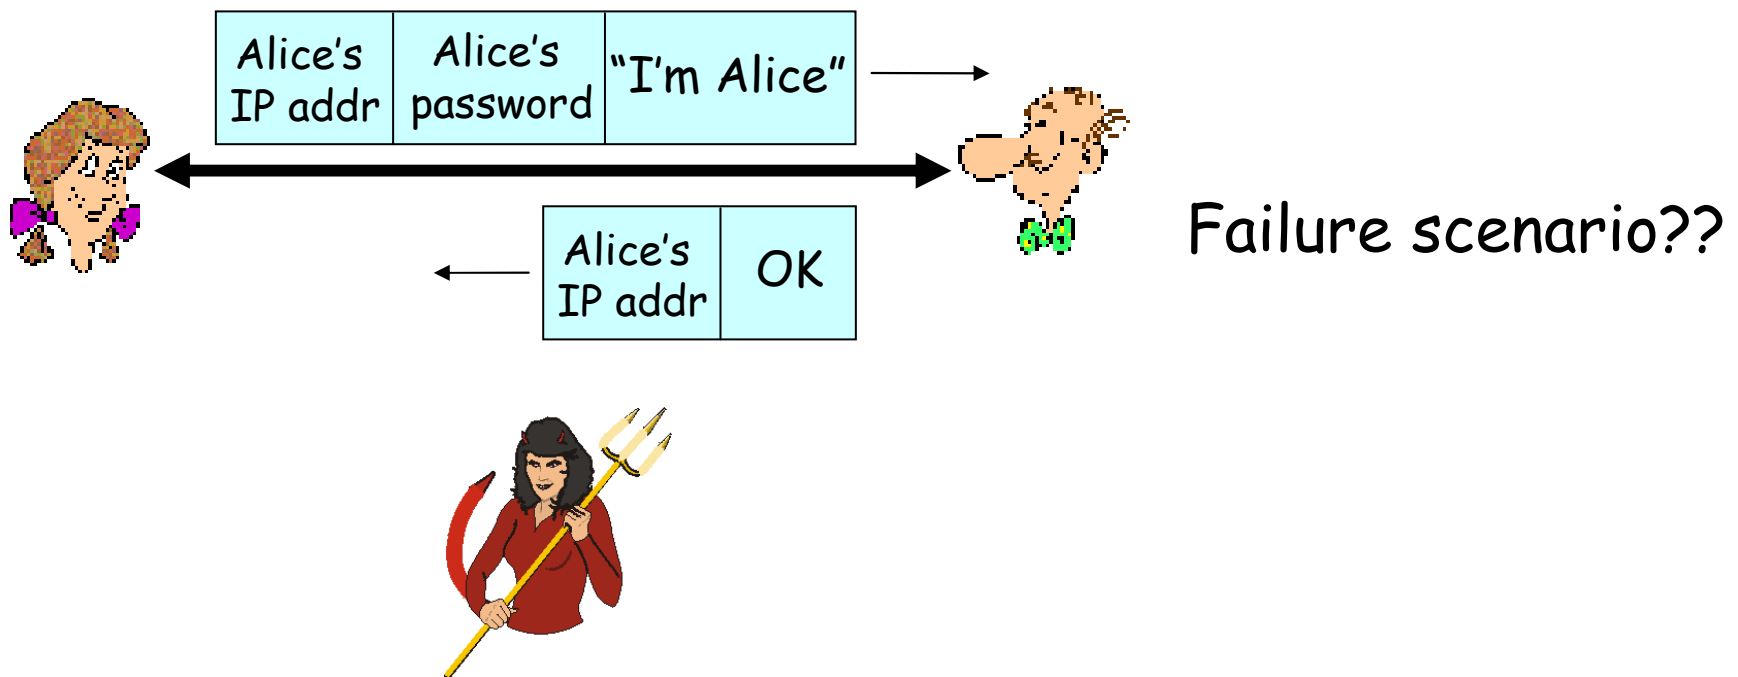 Alice’s
IP addr
Alice’s
password
“I’m Alice”
Failure scenario??
Alice’s
IP addr
OK